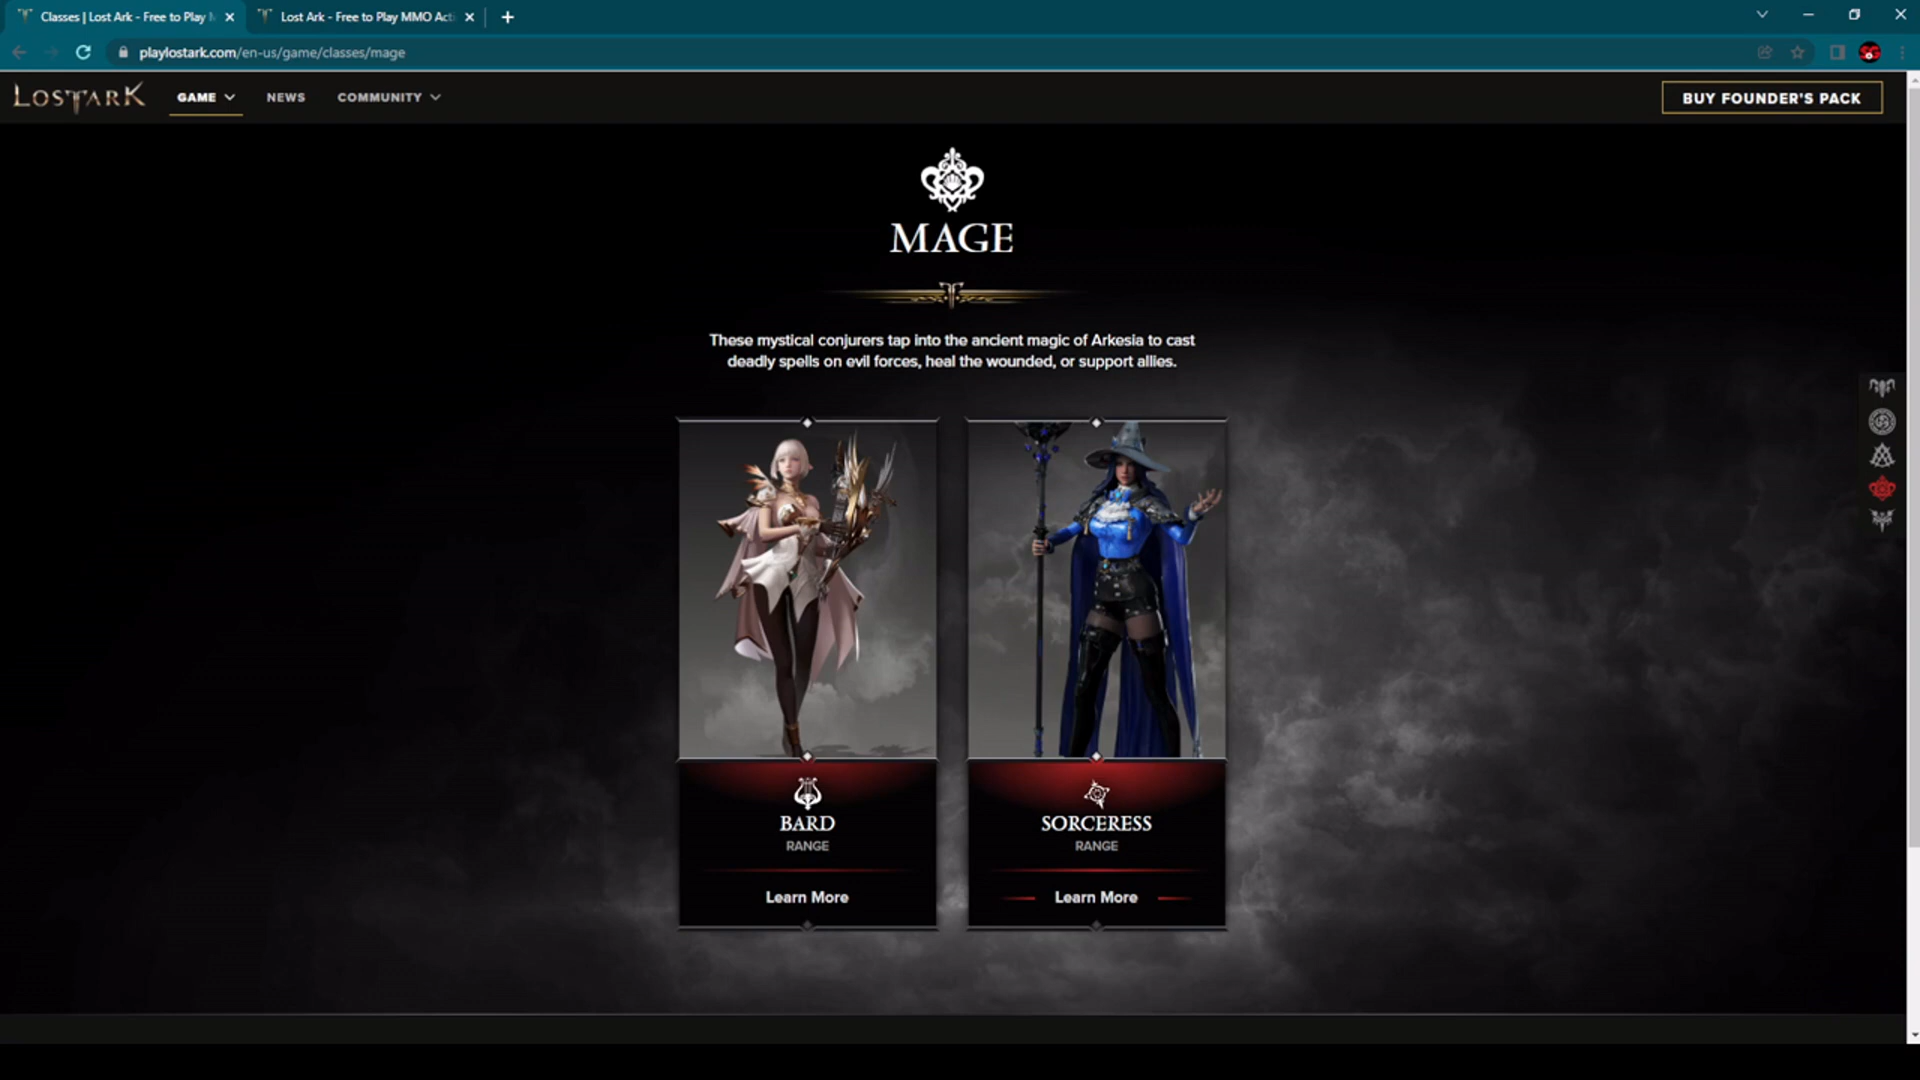 Classes | Lost Ark - Free to Play
Lost Ark - Free to Play MMO Acti
playlostark.com/en-us/game/classes/mage
LOST ARK
GAME
NEWS
COMMUNITY
BUY FOUNDER'S PACK
MAGE
These mystical conjurers tap into the ancient magic of Arkesia to cast
deadly spells on evil forces, heal the wounded, or support allies.
BARD
RANGE
Learn More
SORCERESS
RANGE
Learn More